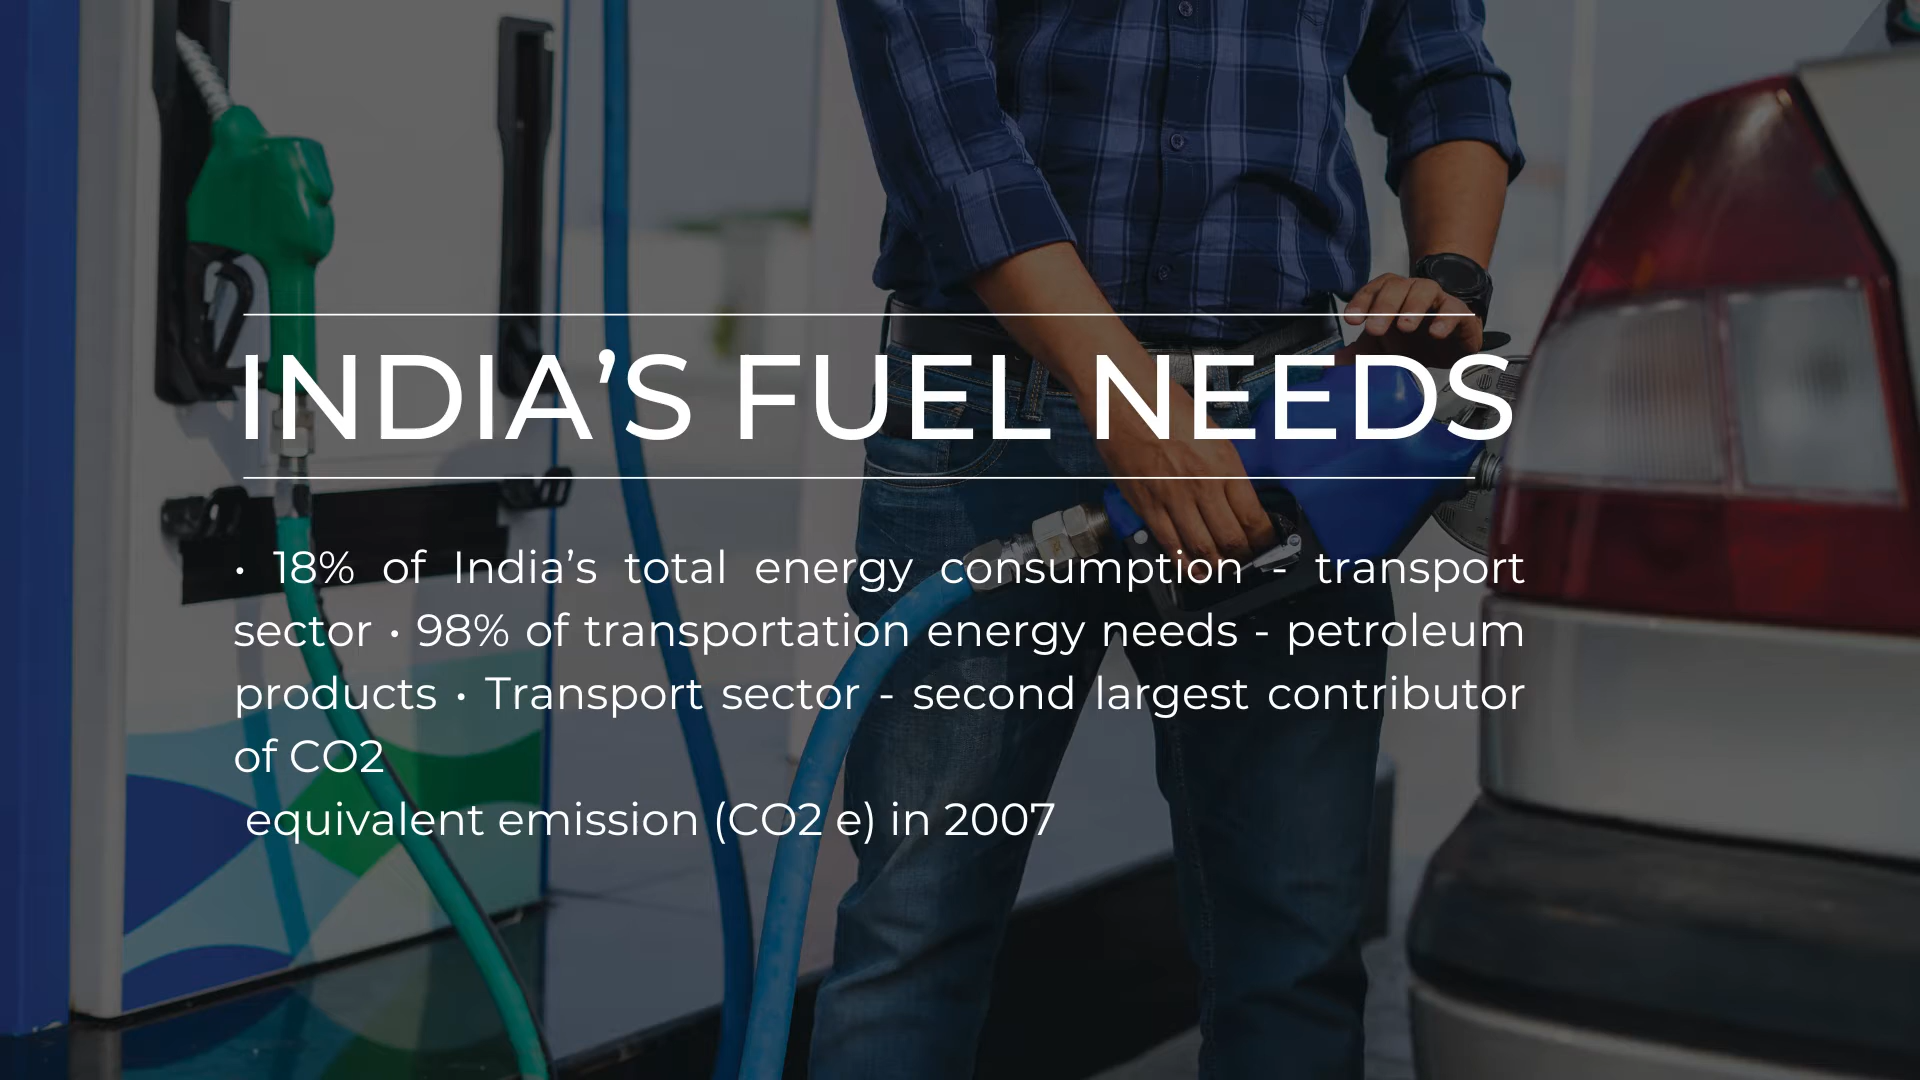 INDIA’S FUEL NEEDS
• 18% of India’s total energy consumption - transport
sector • 98% of transportation energy needs - petroleum
products • Transport sector - second largest contributor
of CO2
equivalent emission (CO2 e) in 2007